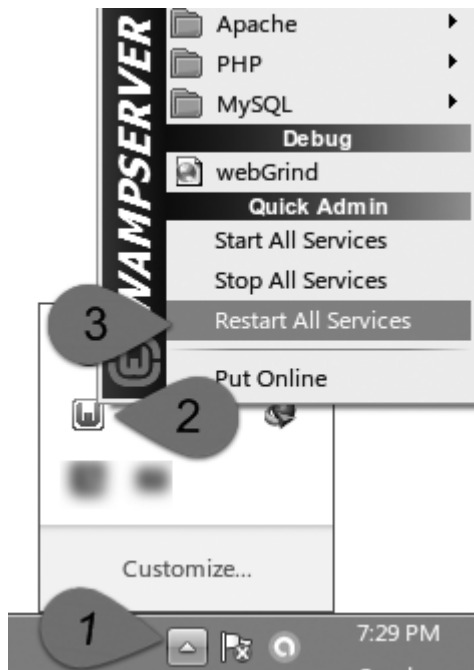 Apache
PHP
MySQL
Debug
webGrind
Quick Admin
Start All Services
Stop All Services
Restart All Services
Put Online
WAMPSERVER
3
2
Customize...
1
7:29 PM